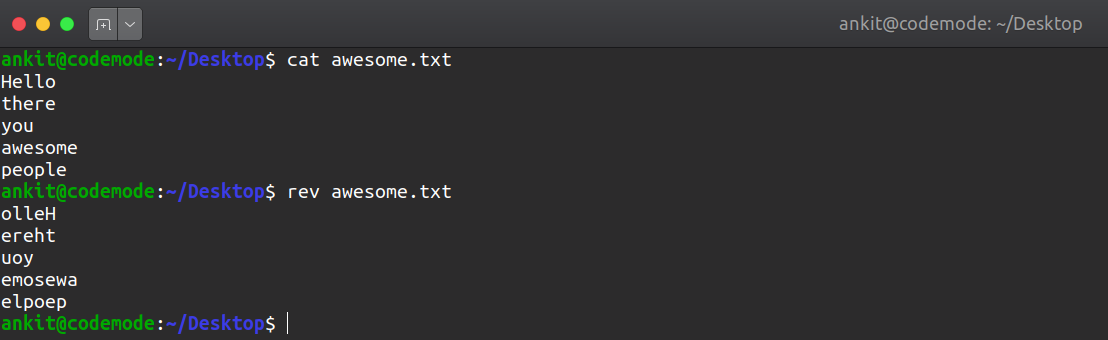 ankit@codemode: ~/Desktop
ankit@codemode:~/Desktop$ cat awesome.txt
Hello
there
you
awesome
people
ankit@codemode:~/Desktop$ rev awesome.txt
olleH
ereht
uoy
emosewa
elpoep
ankit@codemode:~/Desktop$